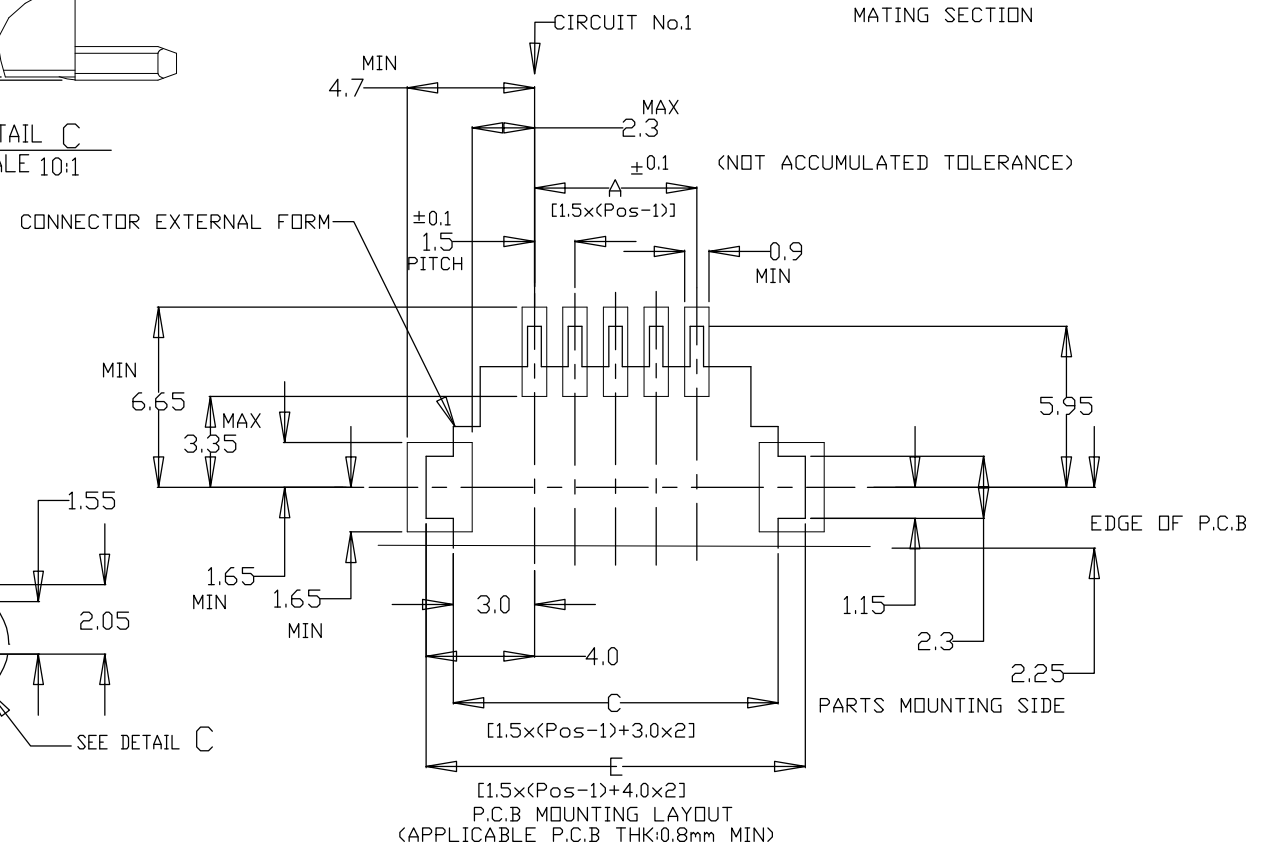 CIRCUIT No.1
MATING SECTION
MIN
4.7
MAX
2.3
TAIL C
ALE 10:1
±0.1
(NOT ACCUMULATED TOLERANCE)
A
[1.5x(Pos-1)]
CONNECTOR EXTERNAL FORM
±0.1
1.5
PITCH
0.9
MIN
MIN
6.65
MAX
3.35
5.95
1.55
EDGE OF P.C.B
1.65
MIN
1.65
MIN
3.0
1.15
2.05
2.3
4.0
2.25
C
PARTS MOUNTING SIDE
[1.5x(Pos-1)+3.0x2]
SEE DETAIL C
E
[1.5x(Pos-1)+4.0x2]
P.C.B MOUNTING LAYOUT
(APPLICABLE P.C.B THK:0.8mm MIN)